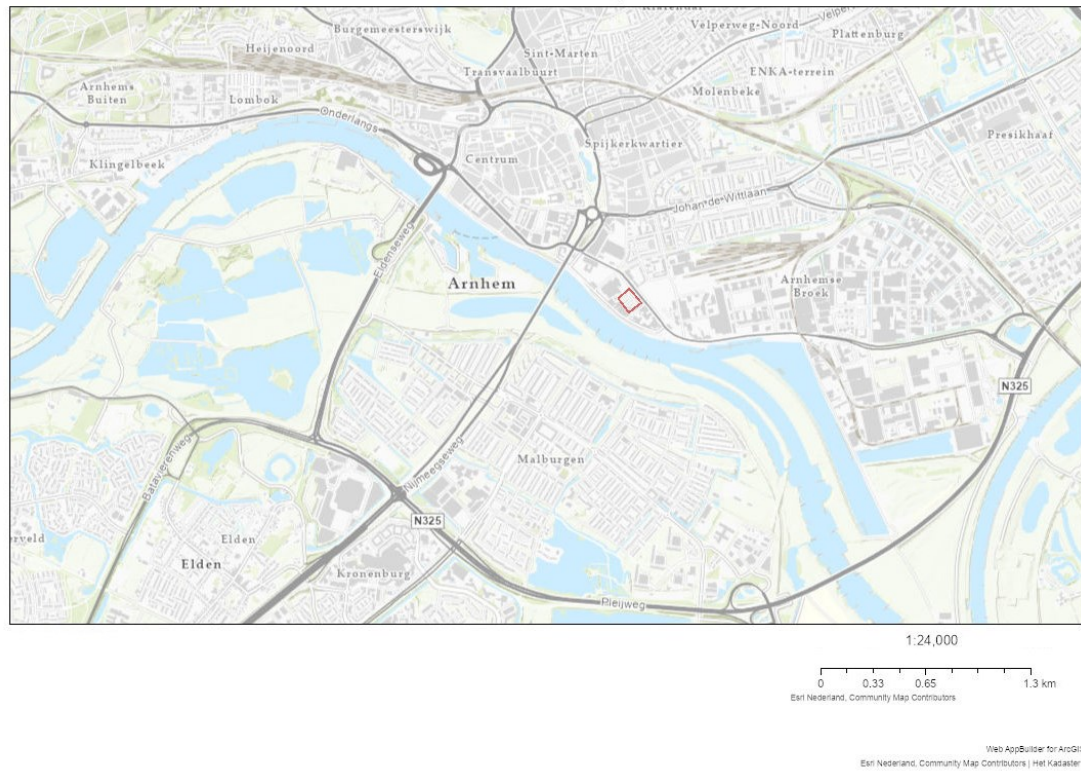 Klarendal
Velperweg-Noord
Burgemeesterswijk
Plattenburg
Heijenoord
Sint-Marten
Transvaalbuurt
ENKA-terrein
Arnhems
Buiten
Lombok
Molenbeke
Onderlangs
Presikhaaf
Klingelbeek
Centrum
Spijkerkwartier
Johan de Wittlaan
Eldenseweg
Arnhem
Arnhemse
Broek
N325
Batavierenweg
Nijmeegseweg
Malburgen
N325
erveld
Elden
Elden
Kronenburg
Pleijweg
1:24,000
0 0.33 0.65 1.3 km
Esri Nederland, Community Map Contributors
Web AppBuilder for ArcGIS
Esri Nederland, Community Map Contributors | Het Kadaster